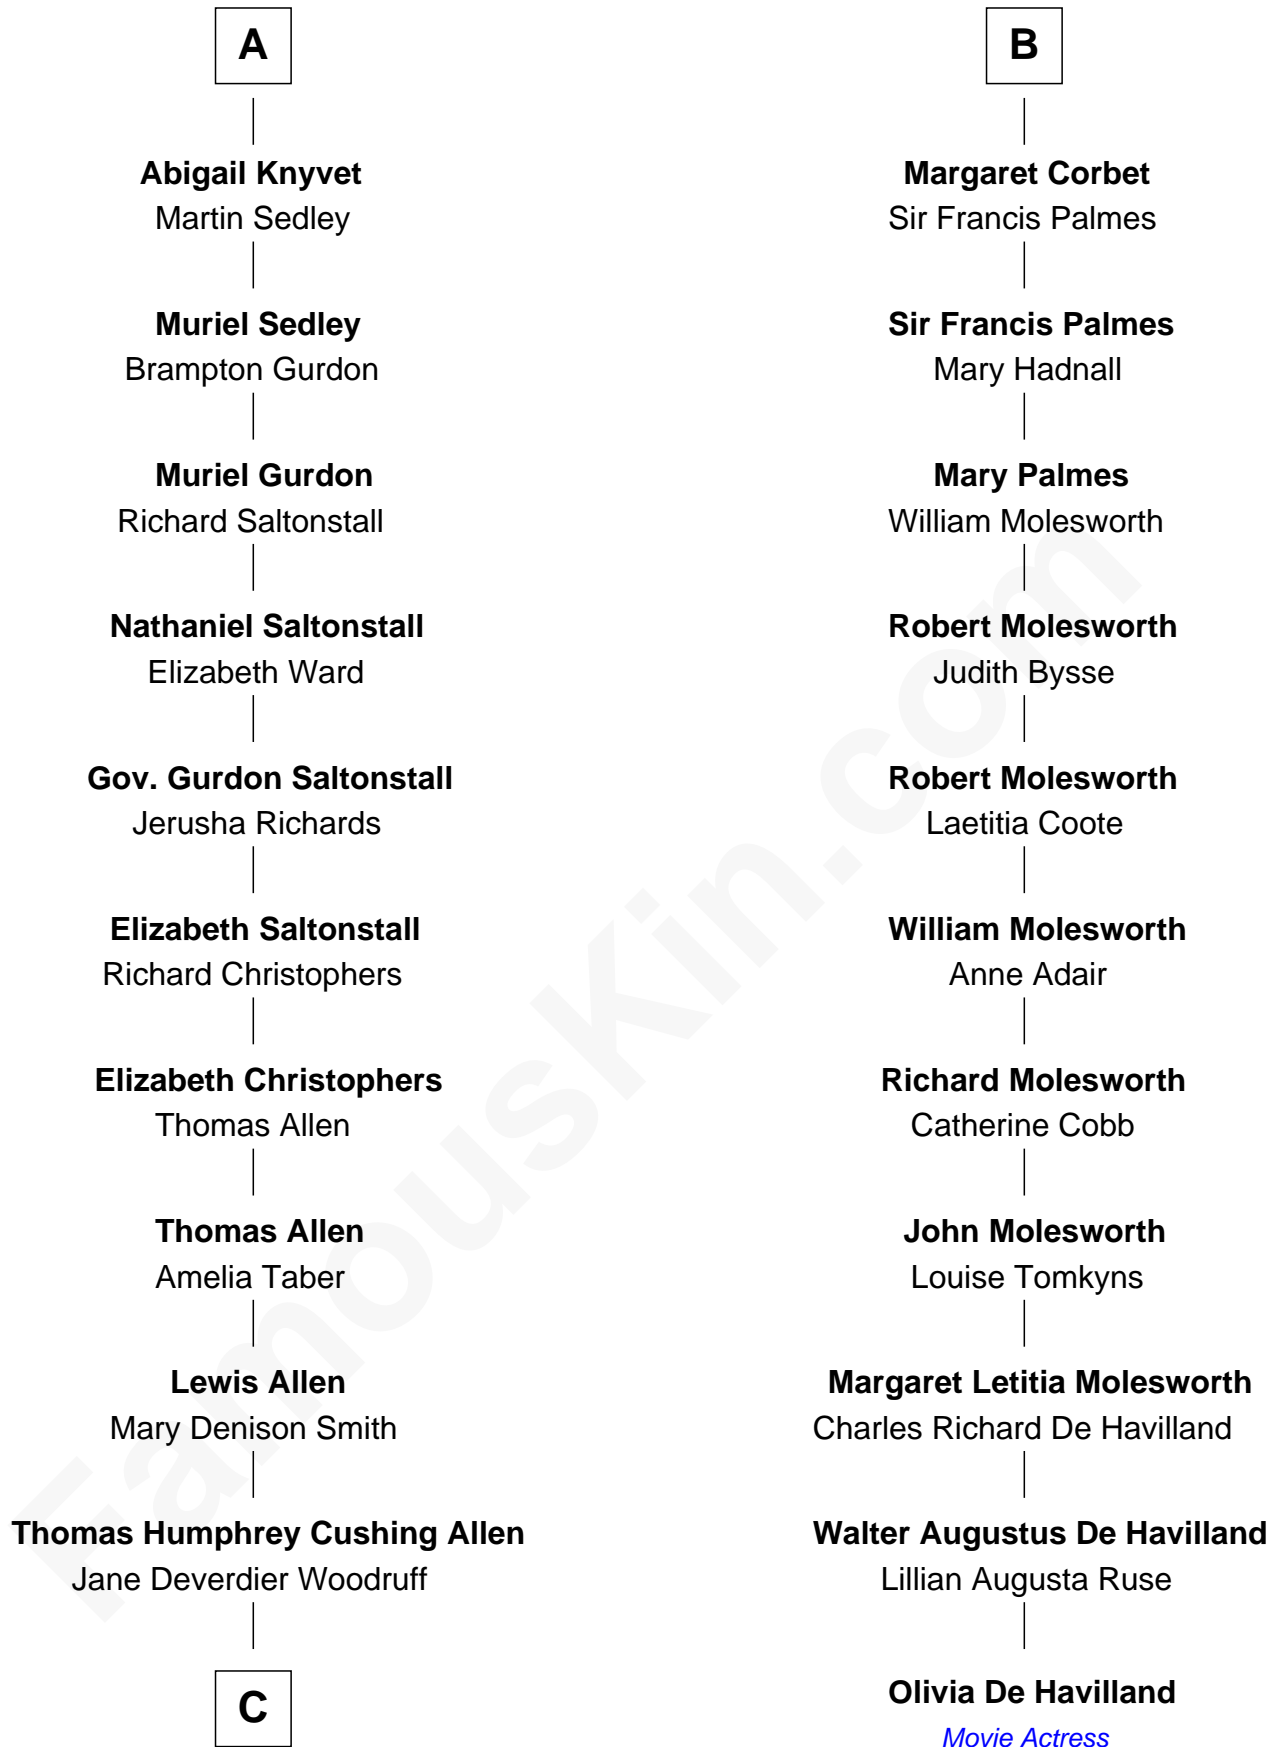 A
Abigail Knyvet
Martin Sedley
Muriel Sedley
Brampton Gurdon
Muriel Gurdon
Richard Saltonstall
Nathaniel Saltonstall
Elizabeth Ward
Gov. Gurdon Saltonstall
Jerusha Richards
Elizabeth Saltonstall
Richard Christophers
Elizabeth Christophers
Thomas Allen
Thomas Allen
Amelia Taber
Lewis Allen
Mary Denison Smith
Thomas Humphrey Cushing Allen
Jane Deverdier Woodruff
C
B
Margaret Corbet
Sir Francis Palmes
Sir Francis Palmes
Mary Hadnall
Mary Palmes
William Molesworth
Robert Molesworth
Judith Bysse
Robert Molesworth
Laetitia Coote
William Molesworth
Anne Adair
Richard Molesworth
Catherine Cobb
John Molesworth
Louise Tomkyns
Margaret Letitia Molesworth
Charles Richard De Havilland
Walter Augustus De Havilland
Lillian Augusta Ruse
Olivia De Havilland
Movie Actress
FamousKin.com